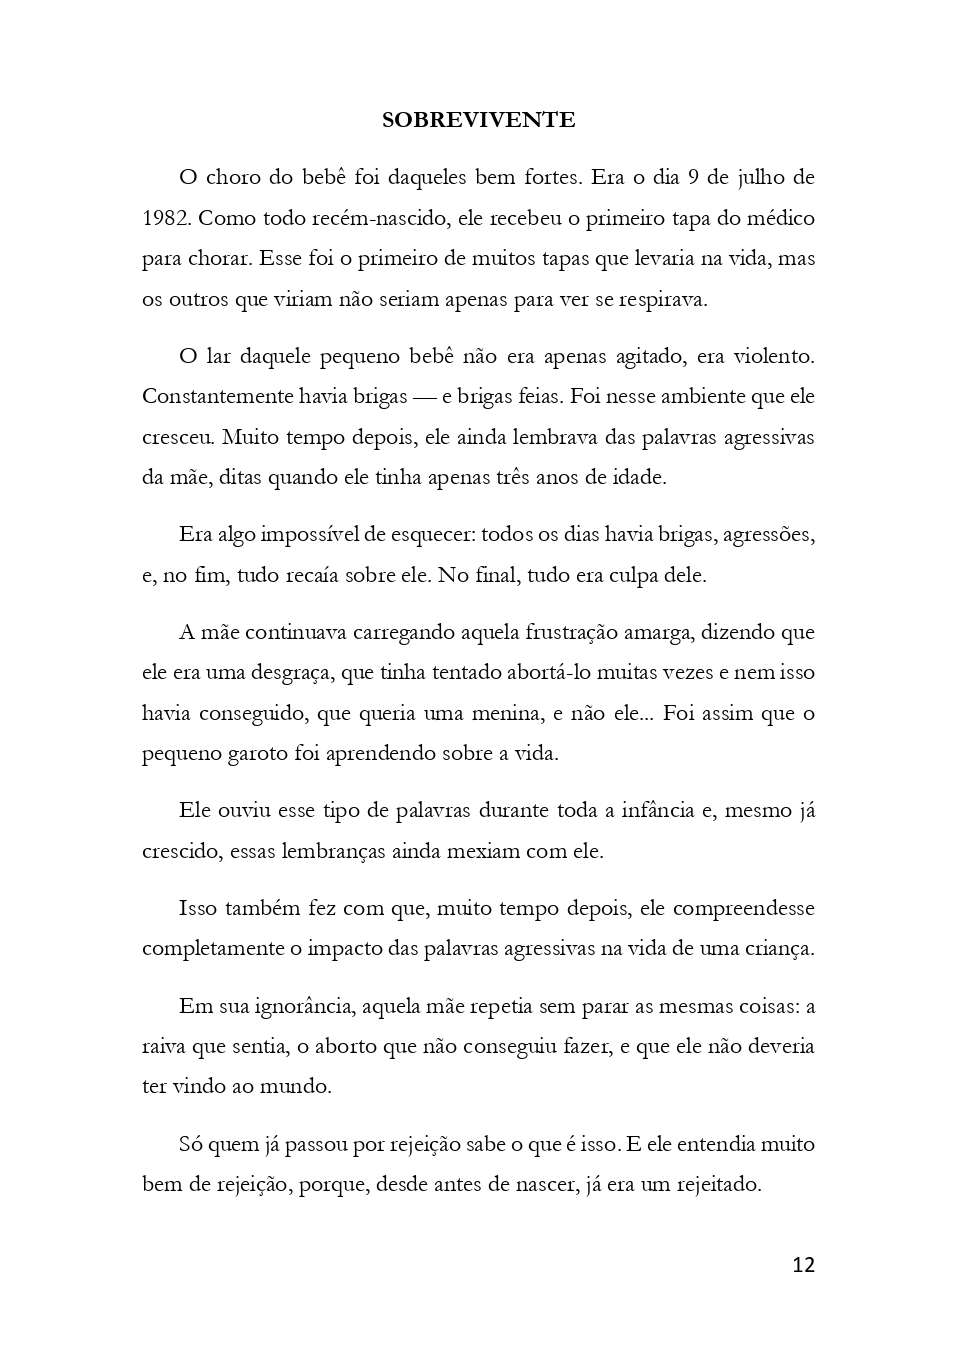 SOBREVIVENTE
O choro do bebê foi daqueles bem fortes. Era o dia 9 de julho de
1982. Como todo recém-nascido, ele recebeu o primeiro tapa do médico
para chorar. Esse foi o primeiro de muitos tapas que levaria na vida, mas
os outros que viriam não seriam apenas para ver se respirava.
O lar daquele pequeno bebê não era apenas agitado, era violento.
Constantemente havia brigas — e brigas feias. Foi nesse ambiente que ele
cresceu. Muito tempo depois, ele ainda lembrava das palavras agressivas
da mãe, ditas quando ele tinha apenas três anos de idade.
Era algo impossível de esquecer: todos os dias havia brigas, agressões,
e, no fim, tudo recaía sobre ele. No final, tudo era culpa dele.
A mãe continuava carregando aquela frustração amarga, dizendo que
ele era uma desgraça, que tinha tentado abortá-lo muitas vezes e nem isso
havia conseguido, que queria uma menina, e não ele... Foi assim que o
pequeno garoto foi aprendendo sobre a vida.
Ele ouviu esse tipo de palavras durante toda a infância e, mesmo já
crescido, essas lembranças ainda mexiam com ele.
Isso também fez com que, muito tempo depois, ele compreendesse
completamente o impacto das palavras agressivas na vida de uma criança.
Em sua ignorância, aquela mãe repetia sem parar as mesmas coisas: a
raiva que sentia, o aborto que não conseguiu fazer, e que ele não deveria
ter vindo ao mundo.
Só quem já passou por rejeição sabe o que é isso. E ele entendia muito
bem de rejeição, porque, desde antes de nascer, já era um rejeitado.
12